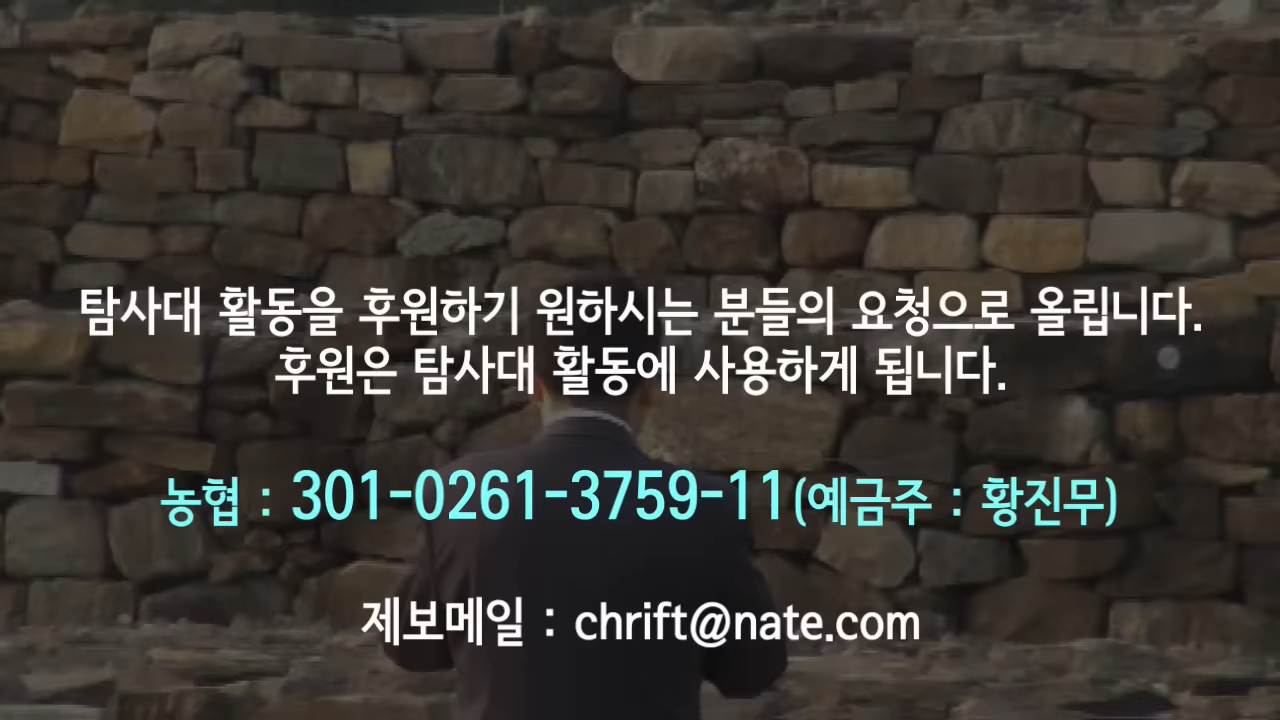 탐사대 활동을 후원하기 원하시는 분들의 요청으로 올립니다.
후원은 탐사대 활동에 사용하게 됩니다.
농협 : 301-0261-3759-11(예금주 : 황진무)
제보메일 : chrift@nate.com